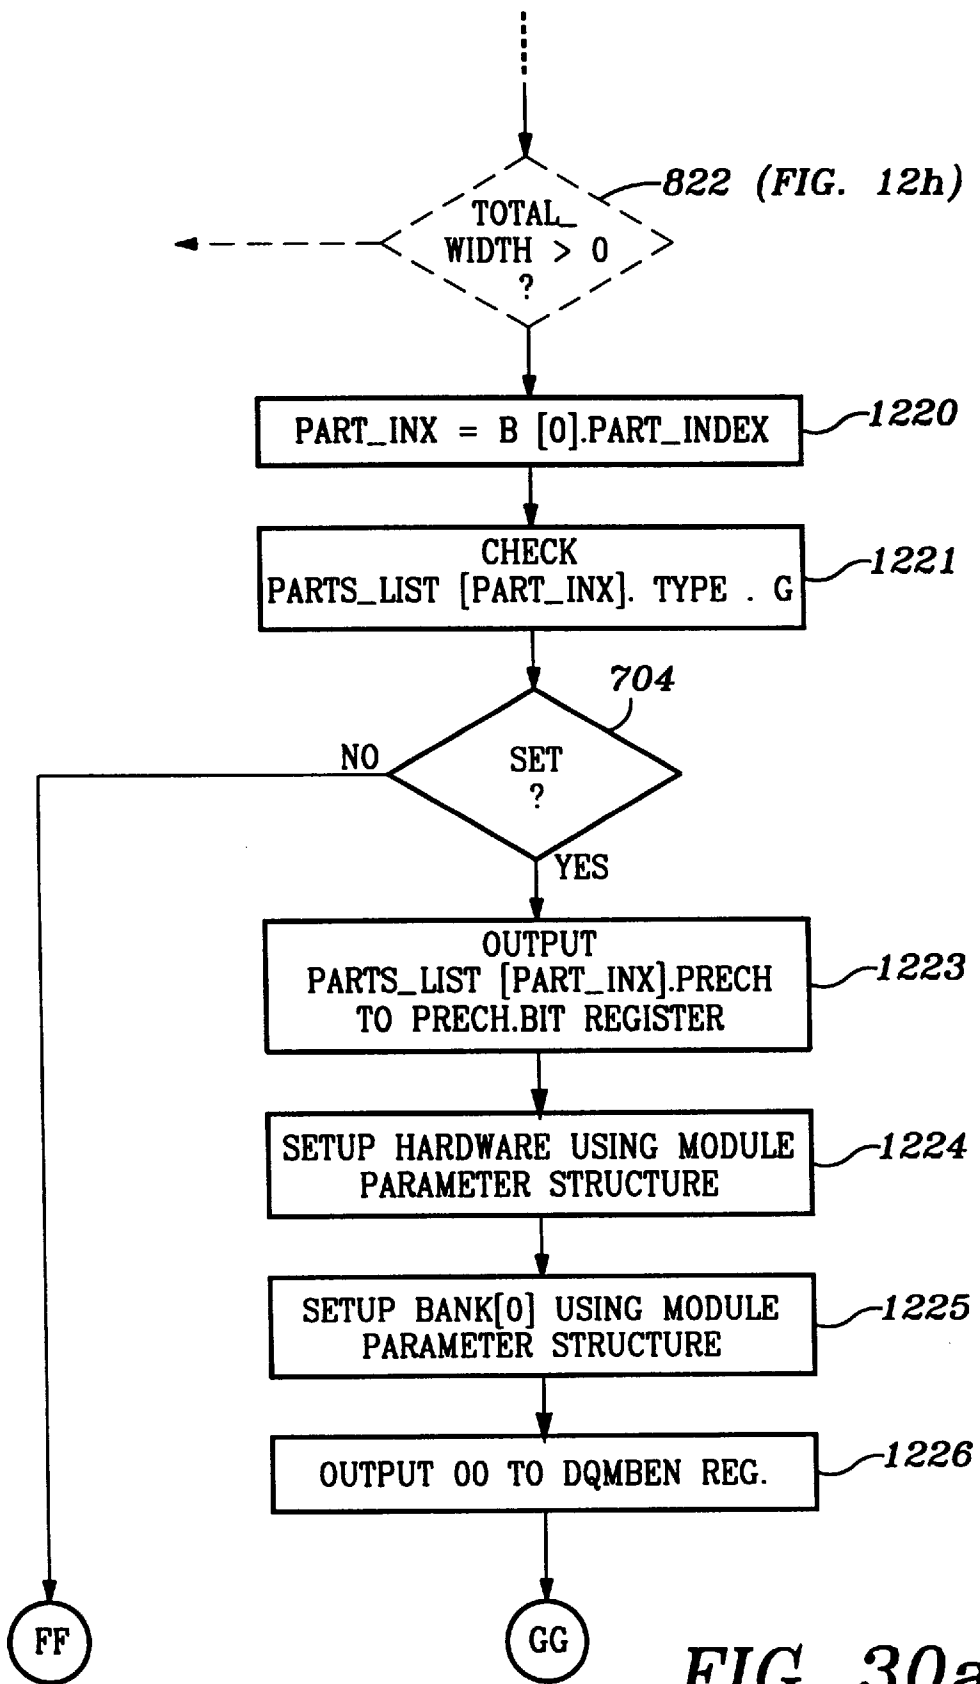 822 (FIG. 12h)
TOTAL_
WIDTH > 0
?
PART_INX = B [0].PART_INDEX
1220
CHECK
PARTS_LIST [PART_INX]. TYPE . G
1221
704
NO
SET
?
YES
OUTPUT
PARTS_LIST [PART_INX].PRECH
TO PRECH.BIT REGISTER
1223
SETUP HARDWARE USING MODULE
PARAMETER STRUCTURE
1224
SETUP BANK[0] USING MODULE
PARAMETER STRUCTURE
1225
OUTPUT 00 TO DQMBEN REG.
1226
FF
GG
FIG. 30a